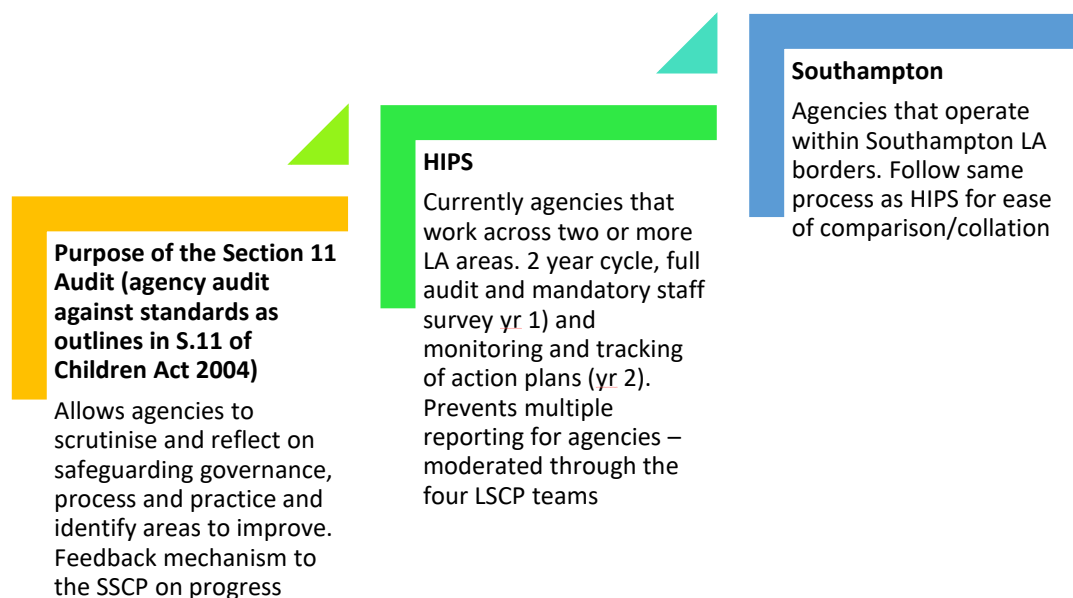 Purpose of the Section 11
Audit (agency audit
against standards as
outlines in S.11 of
Children Act 2004)
Allows agencies to
scrutinise and reflect on
safeguarding governance,
process and practice and
identify areas to improve.
Feedback mechanism to
the SSCP on progress
HIPS
Currently agencies that
work across two or more
LA areas. 2 year cycle, full
audit and mandatory staff
survey yr 1) and
monitoring and tracking
of action plans (yr 2).
Prevents multiple
reporting for agencies –
moderated through the
four LSCP teams
Southampton
Agencies that operate
within Southampton LA
borders. Follow same
process as HIPS for ease
of comparison/collation